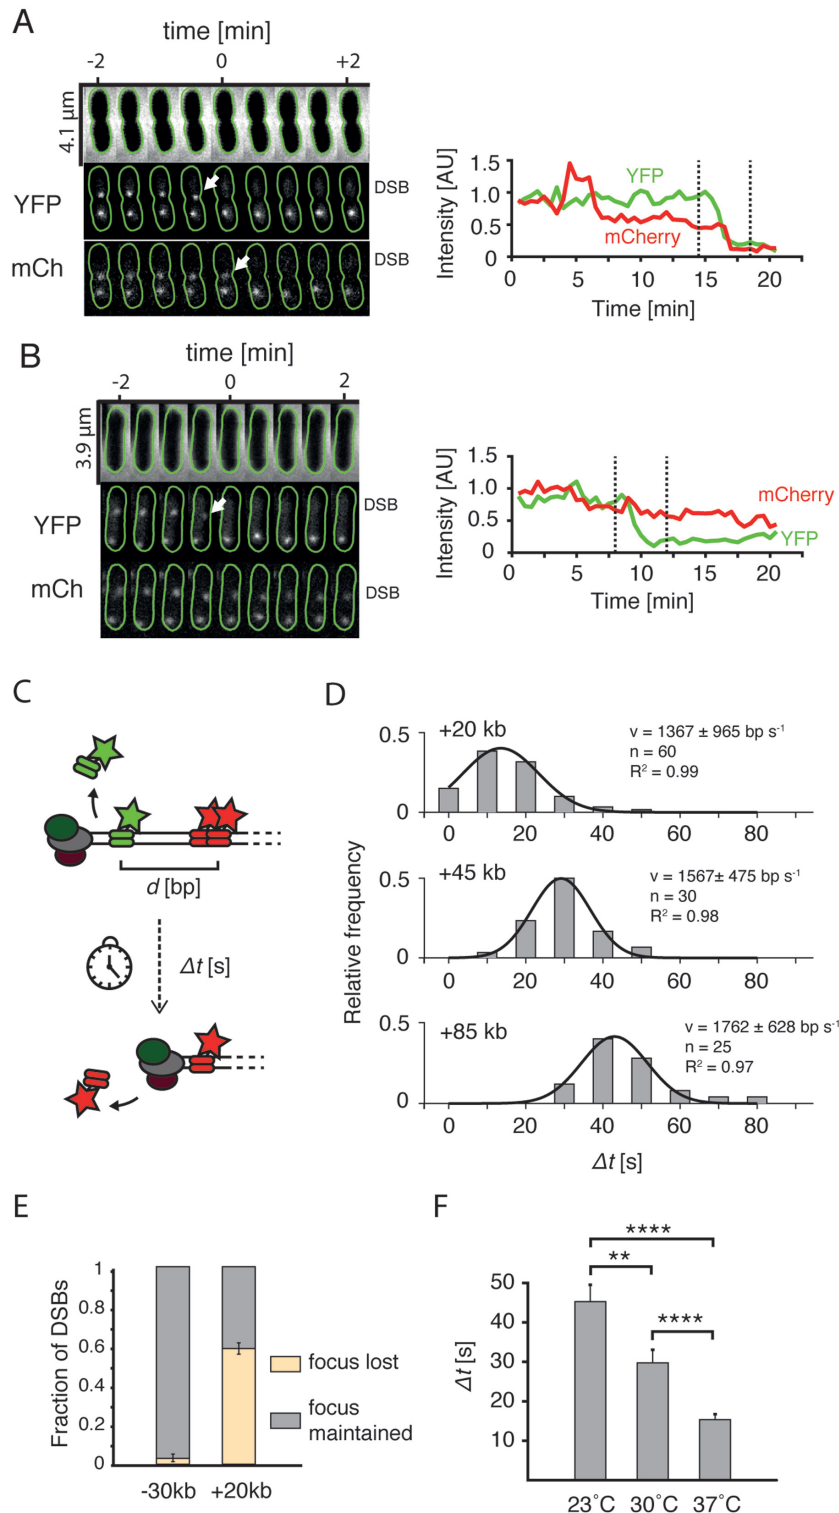 A
time [min]
-2 0 +2
4.1 µm
YFP
DSB
mCh
DSB
Intensity [AU]
1.5
1.0
0.5
0
YFP
mCherry
0 5 10 15 20
Time [min]
B
time [min]
-2 0 2
3.9 µm
YFP
DSB
mCh
DSB
Intensity [AU]
1.5
1.0
0.5
0
mCherry
YFP
0 5 10 15 20
Time [min]
C
d [bp]
Δt [s]
D
Relative frequency
0.5
0
+20 kb
v = 1367 ± 965 bp s⁻¹
n = 60
R² = 0.99
0 20 40 60 80
0.5
0
+45 kb
v = 1567± 475 bp s⁻¹
n = 30
R² = 0.98
0 20 40 60 80
0.5
0
+85 kb
v = 1762 ± 628 bp s⁻¹
n = 25
R² = 0.97
0 20 40 60 80
Δt [s]
E
Fraction of DSBs
1
0.8
0.6
0.4
0.2
0
focus lost
focus
maintained
-30kb +20kb
F
****
**
****
Δt [s]
50
40
30
20
10
23°C 30°C 37°C